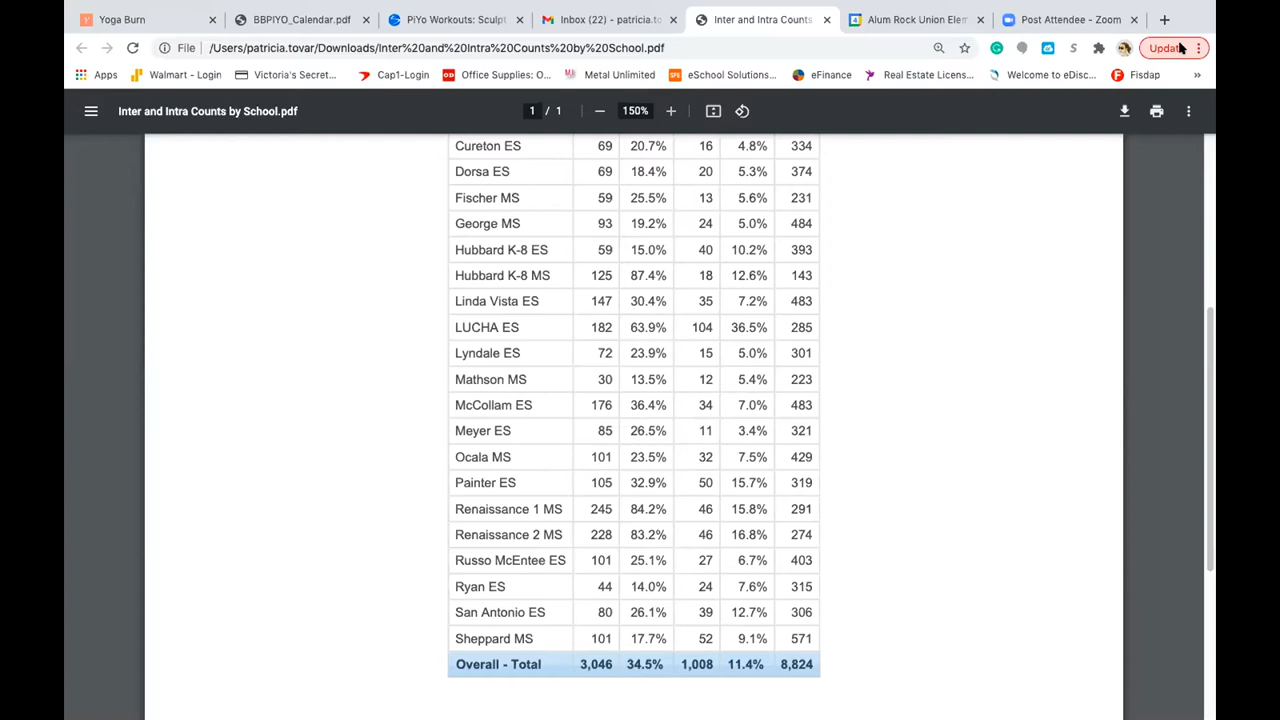 Yoga Burn BBPIYO_Calendar.pdf PiYo Workouts: Sculpt Inbox (22) - patricia.to Inter and Intra Counts Alum Rock Union Elem Post Attendee - Zoom
File /Users/patricia.tovar/Downloads/Inter%20and%20Intra%20Counts%20by%20School.pdf Updat
Apps Walmart - Login Victoria's Secret... Cap1-Login Office Supplies: O... Metal Unlimited eSchool Solutions... eFinance Real Estate Licens... Welcome to eDisc... Fisdap »
Inter and Intra Counts by School.pdf 1 / 1 150%
Cureton ES 69 20.7% 16 4.8% 334
Dorsa ES 69 18.4% 20 5.3% 374
Fischer MS 59 25.5% 13 5.6% 231
George MS 93 19.2% 24 5.0% 484
Hubbard K-8 ES 59 15.0% 40 10.2% 393
Hubbard K-8 MS 125 87.4% 18 12.6% 143
Linda Vista ES 147 30.4% 35 7.2% 483
LUCHA ES 182 63.9% 104 36.5% 285
Lyndale ES 72 23.9% 15 5.0% 301
Mathson MS 30 13.5% 12 5.4% 223
McCollam ES 176 36.4% 34 7.0% 483
Meyer ES 85 26.5% 11 3.4% 321
Ocala MS 101 23.5% 32 7.5% 429
Painter ES 105 32.9% 50 15.7% 319
Renaissance 1 MS 245 84.2% 46 15.8% 291
Renaissance 2 MS 228 83.2% 46 16.8% 274
Russo McEntee ES 101 25.1% 27 6.7% 403
Ryan ES 44 14.0% 24 7.6% 315
San Antonio ES 80 26.1% 39 12.7% 306
Sheppard MS 101 17.7% 52 9.1% 571
Overall - Total 3,046 34.5% 1,008 11.4% 8,824